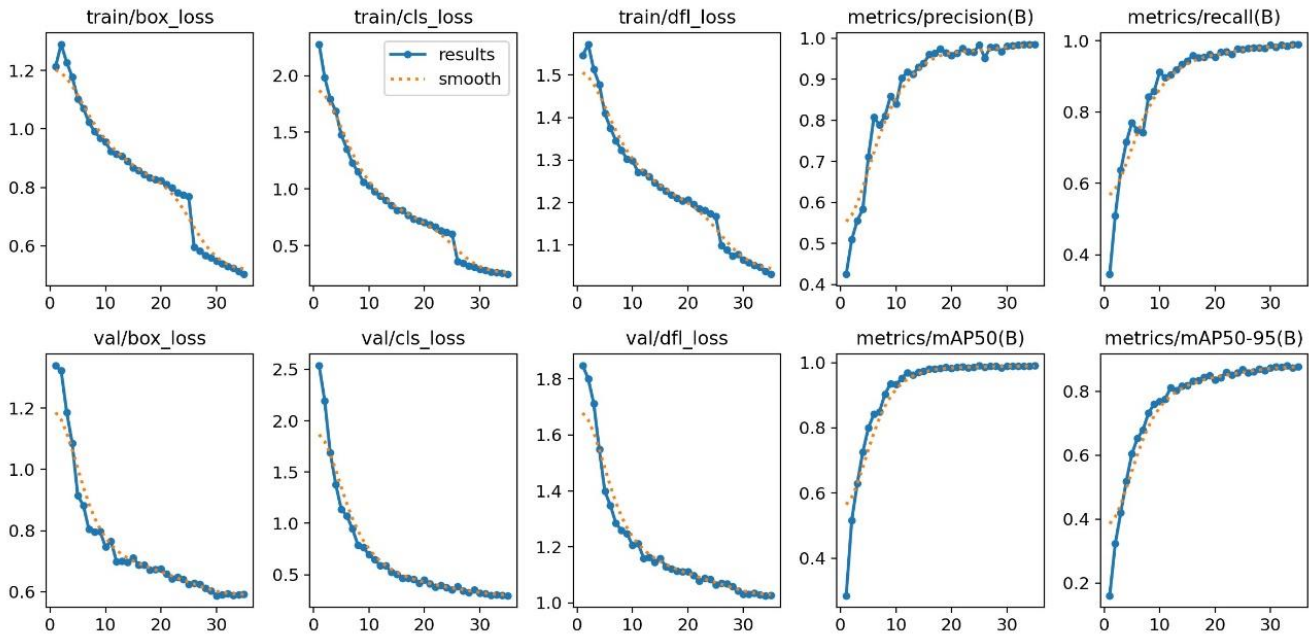 train/box_loss
train/cls_loss
train/dfl_loss
metrics/precision(B)
metrics/recall(B)
1.2
1.0
0.8
0.6
0 10 20 30
results
smooth
2.0
1.5
1.0
0.5
0 10 20 30
1.5
1.4
1.3
1.2
1.1
0 10 20 30
1.0
0.9
0.8
0.7
0.6
0.5
0.4
0 10 20 30
1.0
0.8
0.6
0.4
0 10 20 30
val/box_loss
val/cls_loss
val/dfl_loss
metrics/mAP50(B)
metrics/mAP50-95(B)
1.2
1.0
0.8
0.6
0 10 20 30
2.5
2.0
1.5
1.0
0.5
0 10 20 30
1.8
1.6
1.4
1.2
1.0
0 10 20 30
1.0
0.8
0.6
0.4
0 10 20 30
0.8
0.6
0.4
0.2
0 10 20 30